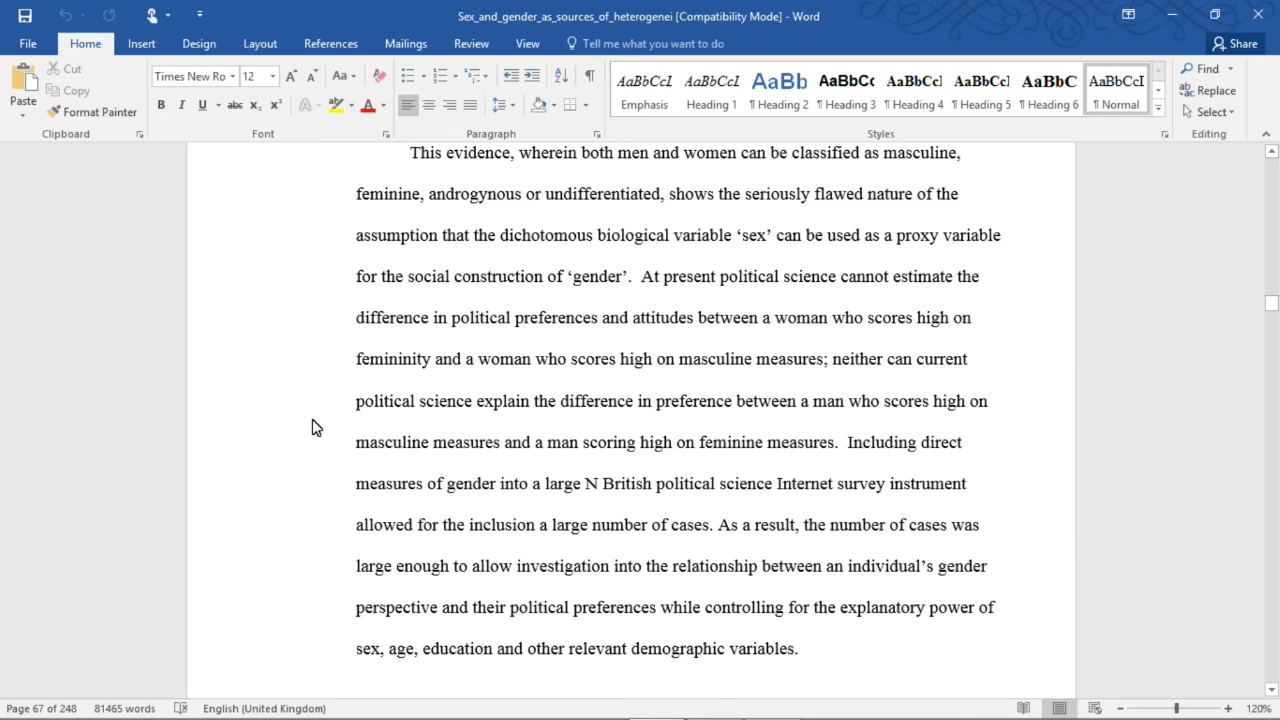 Sex_and_gender_as_sources_of_heterogenei [Compatibility Mode] - Word
File Home Insert Design Layout References Mailings Review View Tell me what you want to do Share
Paste
Cut
Copy
Format Painter
Clipboard
Times New Ro 12
Font
Paragraph
AaBbCcI AaBbCcI AaBb AaBbCc AaBbCcI AaBbCcI AaBbC AaBbCcI
Emphasis Heading 1 ¶ Heading 2 ¶ Heading 3 ¶ Heading 4 ¶ Heading 5 ¶ Heading 6 ¶ Normal
Styles
Find
Replace
Select
Editing
This evidence, wherein both men and women can be classified as masculine,
feminine, androgynous or undifferentiated, shows the seriously flawed nature of the
assumption that the dichotomous biological variable ‘sex’ can be used as a proxy variable
for the social construction of ‘gender’.  At present political science cannot estimate the
difference in political preferences and attitudes between a woman who scores high on
femininity and a woman who scores high on masculine measures; neither can current
political science explain the difference in preference between a man who scores high on
masculine measures and a man scoring high on feminine measures.  Including direct
measures of gender into a large N British political science Internet survey instrument
allowed for the inclusion a large number of cases. As a result, the number of cases was
large enough to allow investigation into the relationship between an individual’s gender
perspective and their political preferences while controlling for the explanatory power of
sex, age, education and other relevant demographic variables.
Page 67 of 248 81465 words English (United Kingdom) 120%